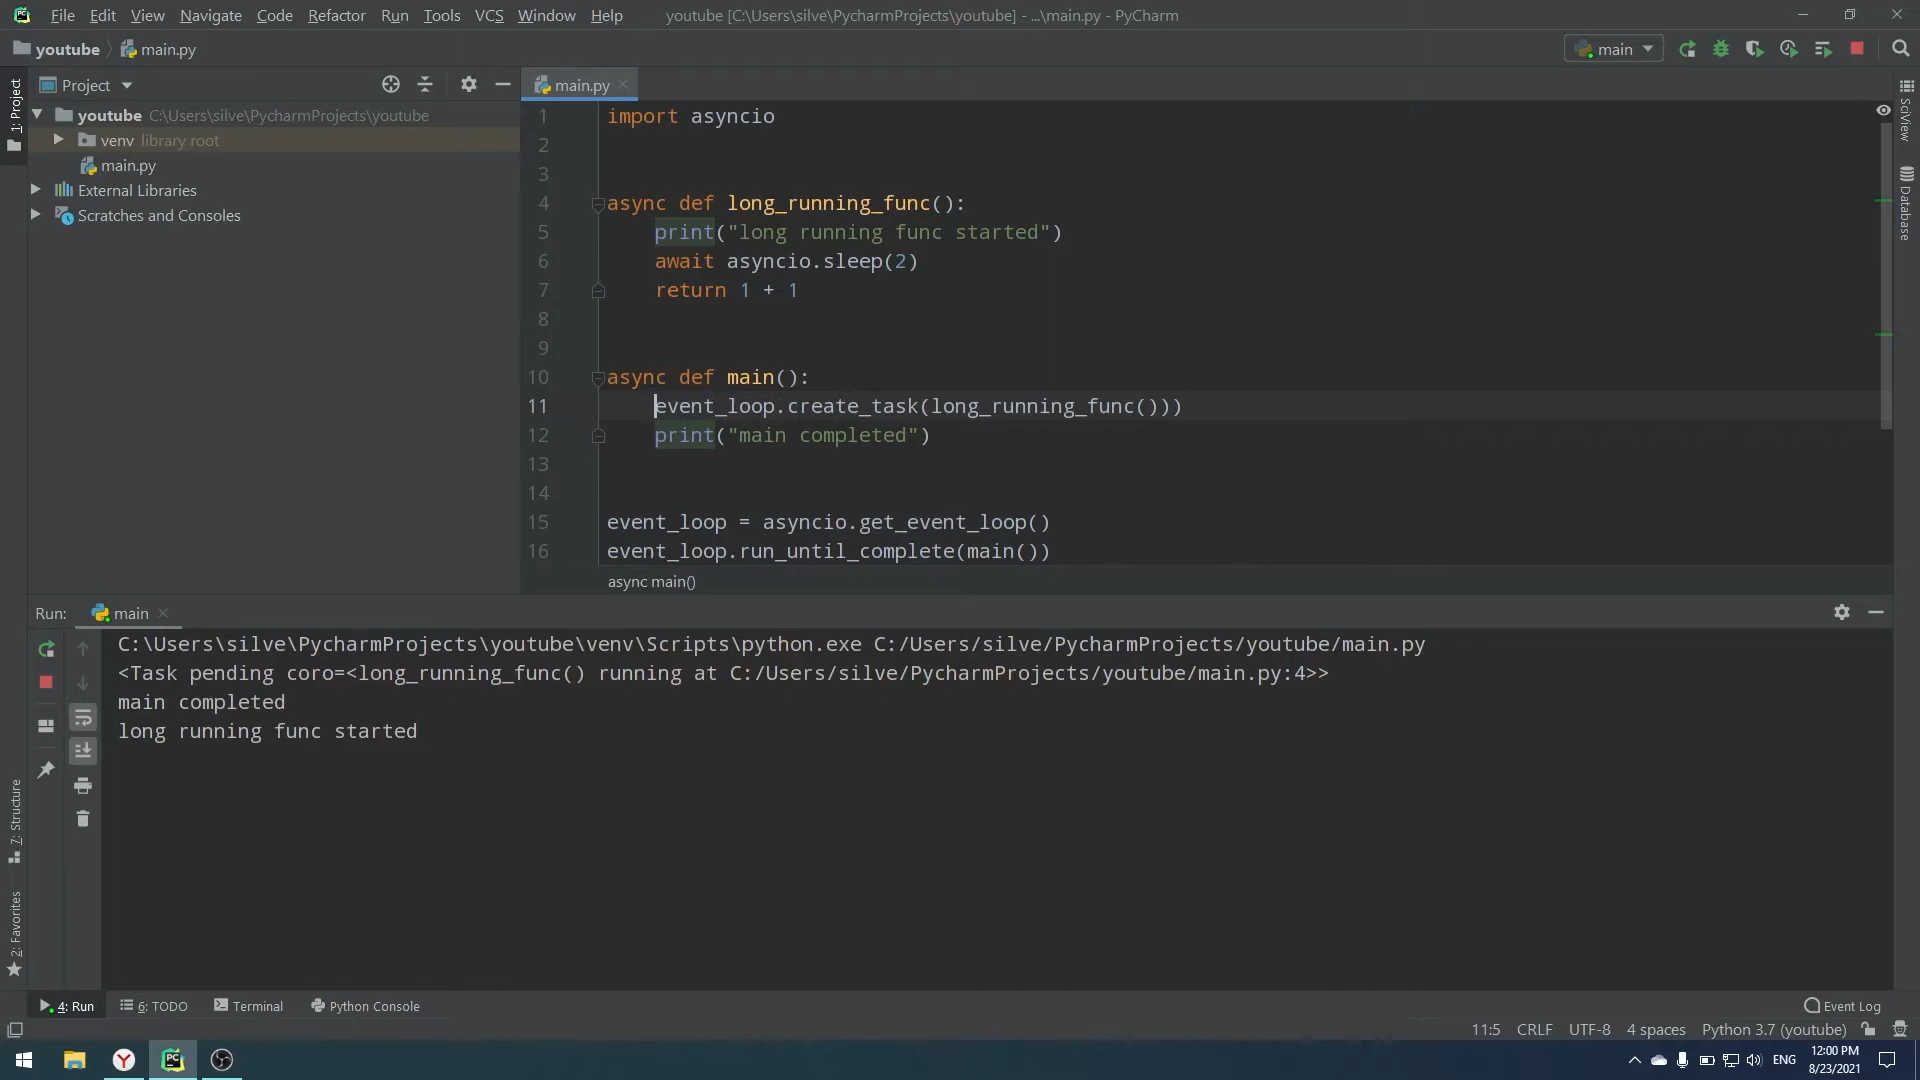 File Edit View Navigate Code Refactor Run Tools VCS Window Help youtube [C:\Users\silve\PycharmProjects\youtube] - ...\main.py - PyCharm
youtube main.py main
1: Project
Project
main.py
youtube C:\Users\silve\PycharmProjects\youtube
venv library root
main.py
External Libraries
Scratches and Consoles
1 import asyncio
2
3
4 async def long_running_func():
5 print("long running func started")
6 await asyncio.sleep(2)
7 return 1 + 1
8
9
10 async def main():
11 event_loop.create_task(long_running_func()))
12 print("main completed")
13
14
15 event_loop = asyncio.get_event_loop()
16 event_loop.run_until_complete(main())
async main()
SciView
Database
Run: main
C:\Users\silve\PycharmProjects\youtube\venv\Scripts\python.exe C:/Users/silve/PycharmProjects/youtube/main.py
<Task pending coro=<long_running_func() running at C:/Users/silve/PycharmProjects/youtube/main.py:4>>
main completed
long running func started
7: Structure
2: Favorites
4: Run 6: TODO Terminal Python Console Event Log
11:5 CRLF UTF-8 4 spaces Python 3.7 (youtube)
ENG 12:00 PM
8/23/2021